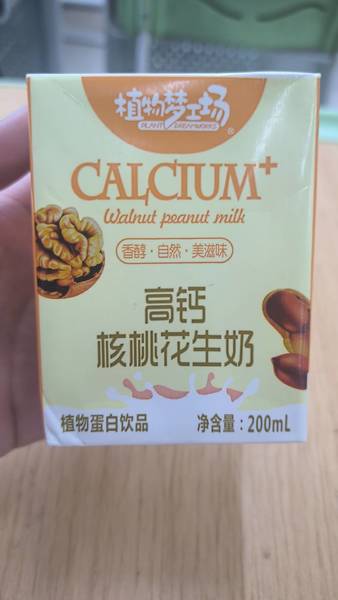 植物梦工场
PLANT DREAMWORKS
®
CALCIUM+
Walnut peanut milk
香醇·自然·美滋味
高钙
核桃花生奶
植物蛋白饮品 净含量：200mL